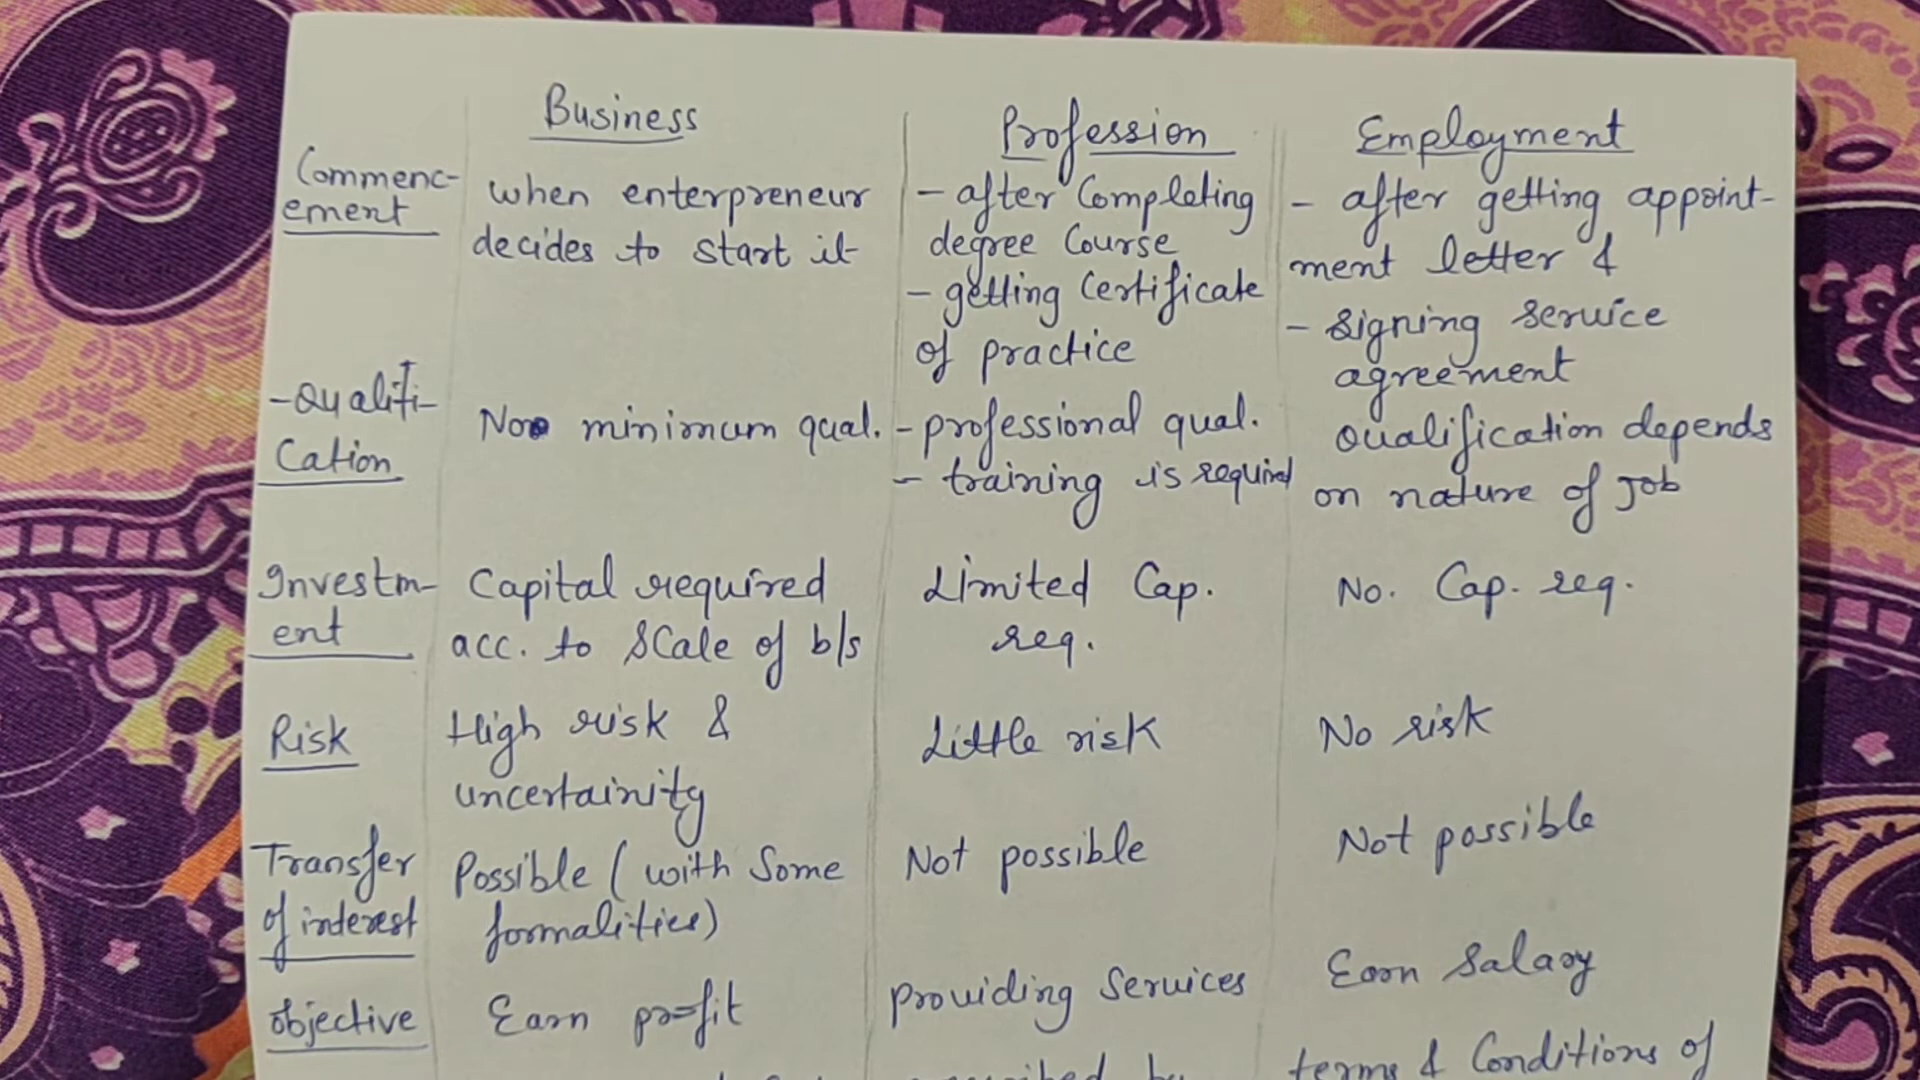 Business
Profession
Employment
Commenc-
ement
when enterpreneur
decides to start it
- after Completing
degree Course
- getting Certificate
of practice
- after getting appoint-
ment letter &
- signing service
agreement
- Qualifi-
Cation
No minimum qual.
- professional qual.
- training is required
Qualification depends
on nature of Job
Investm-
ent
Capital required
acc. to Scale of b/s
Limited Cap.
req.
No. Cap. req.
Risk
High risk &
uncertainity
Little risk
No risk
Transfer
of interest
Possible (with Some
formalities)
Not possible
Not possible
objective
Earn profit
Providing Services
Earn Salary
terms & Conditions of